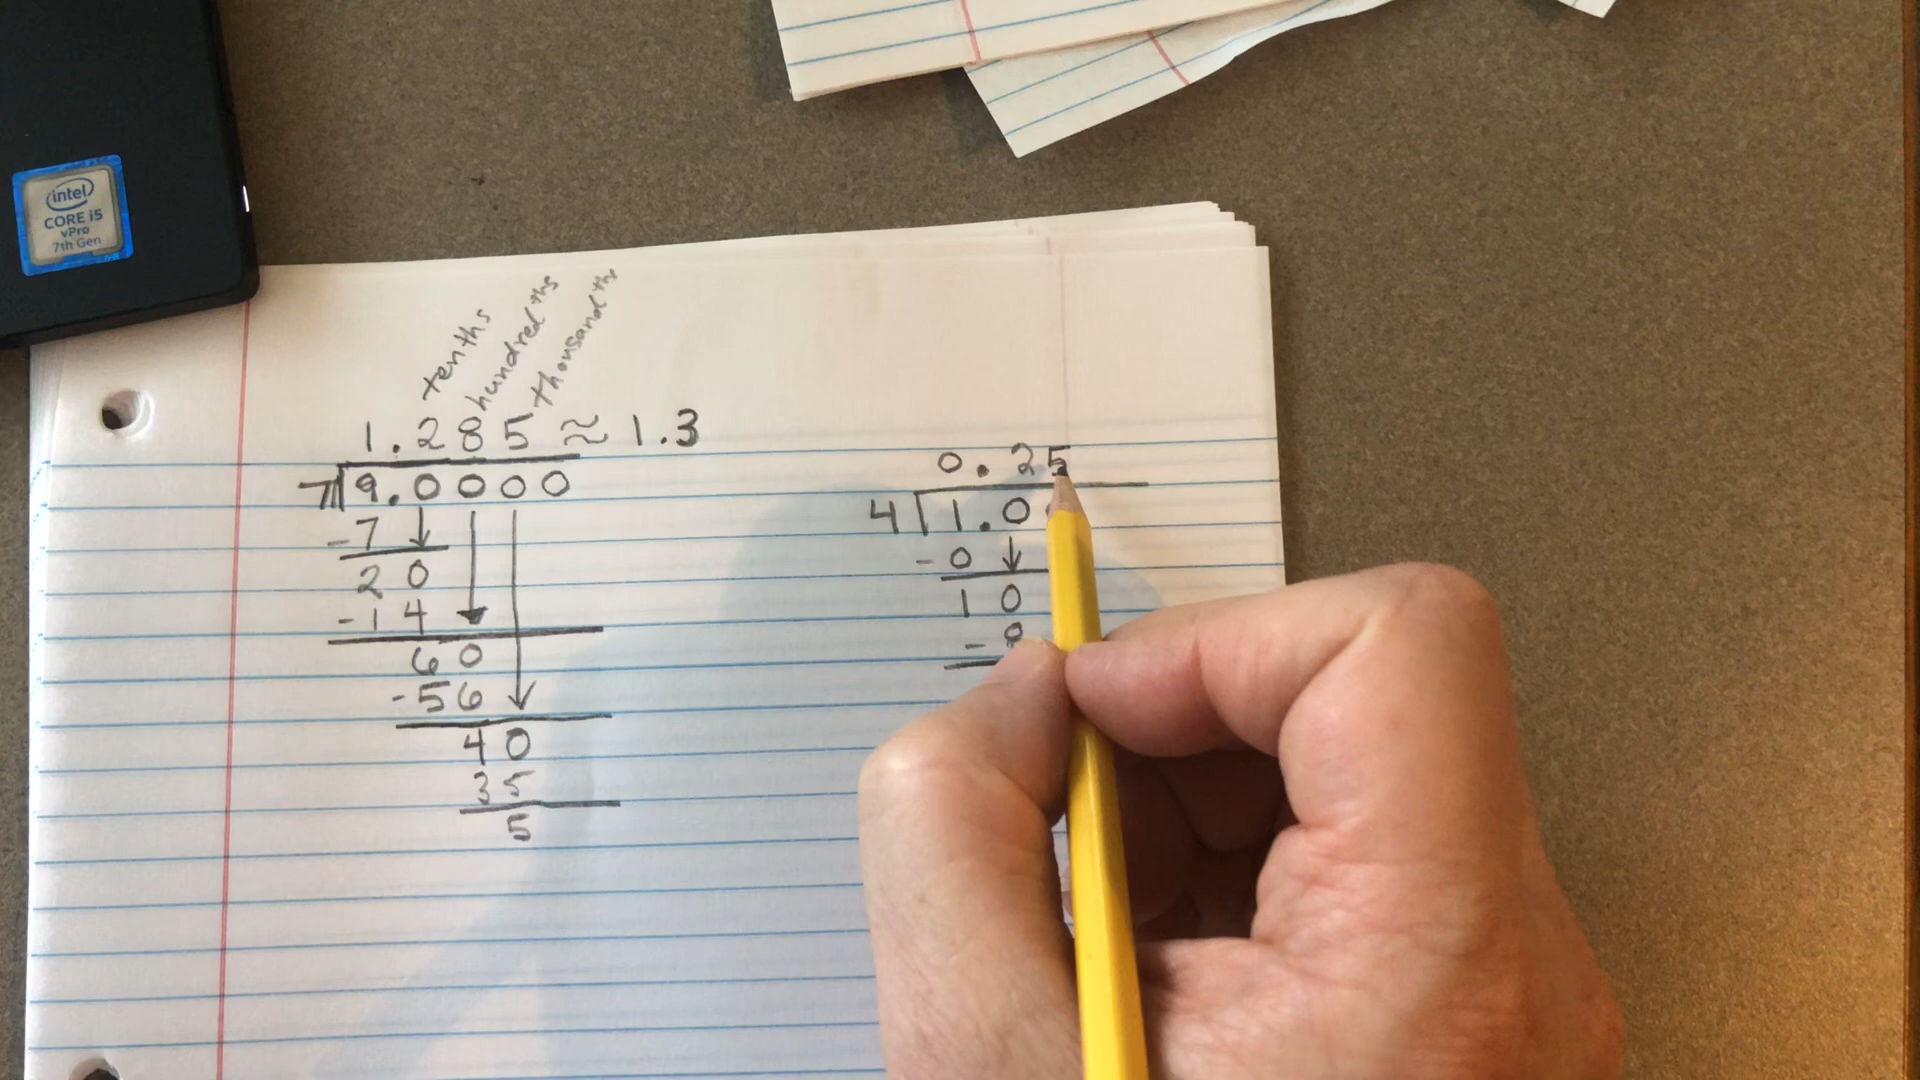 intel
CORE i5
vPro
7th Gen
tenths
hundredths
thousandths
1.285 ≈ 1.3
7 9.0000
-7
20
-14
60
-56
40
35
5
0.25
4 1.0
-0
10
-8